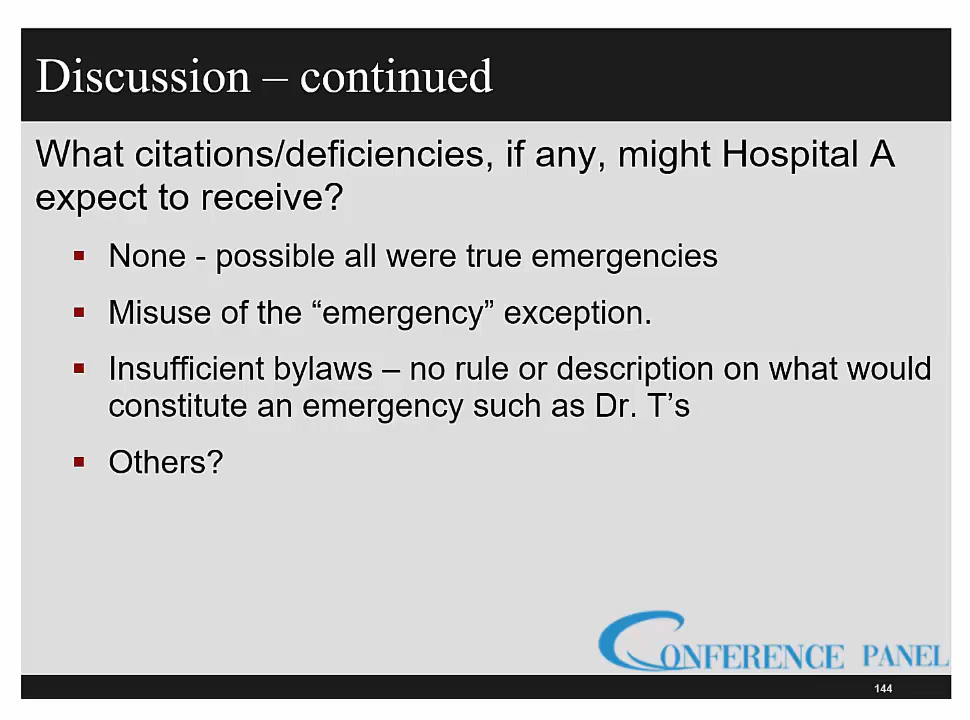 Discussion – continued
What citations/deficiencies, if any, might Hospital A
expect to receive?
▪ None - possible all were true emergencies
▪ Misuse of the “emergency” exception.
▪ Insufficient bylaws – no rule or description on what would
constitute an emergency such as Dr. T’s
▪ Others?
CONFERENCE PANEL
144